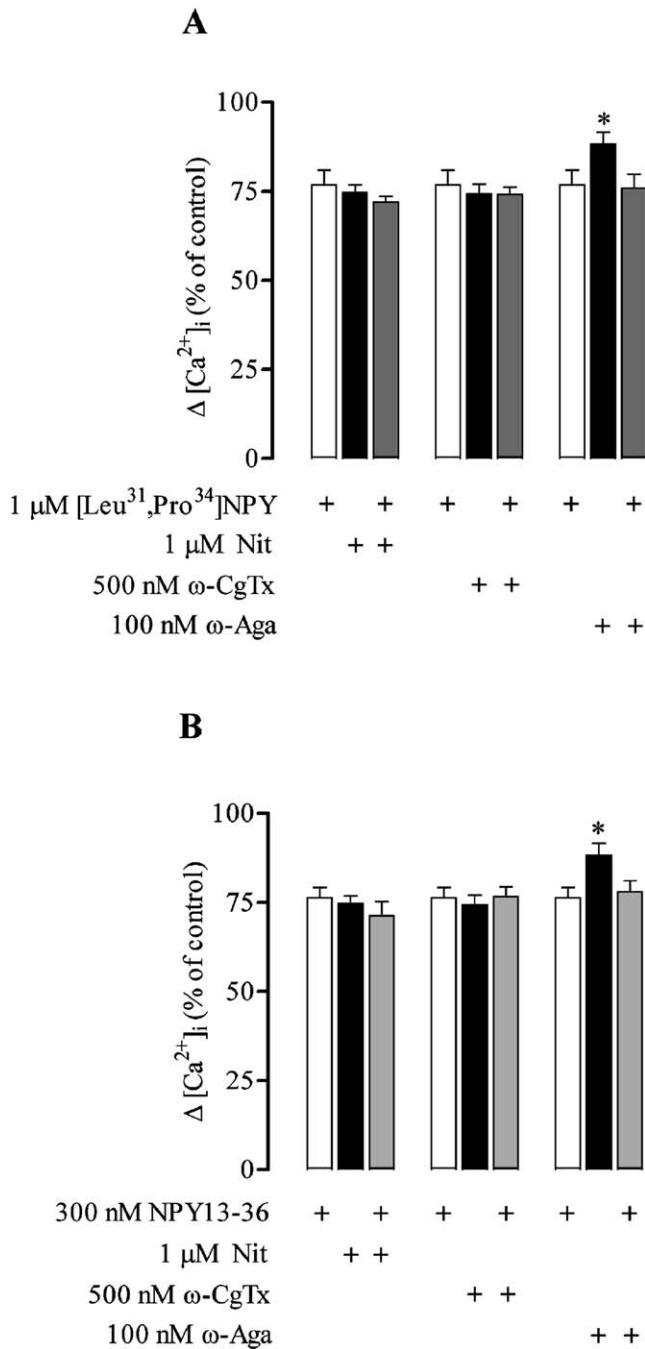 A
100
75
50
25
0
Δ [Ca²⁺]ᵢ (% of control)
*
1 μM [Leu³¹,Pro³⁴]NPY + + + + + +
1 μM Nit + +
500 nM ω-CgTx + +
100 nM ω-Aga + +
B
100
75
50
25
0
Δ [Ca²⁺]ᵢ (% of control)
*
300 nM NPY13-36 + + + + + +
1 μM Nit + +
500 nM ω-CgTx + +
100 nM ω-Aga + +